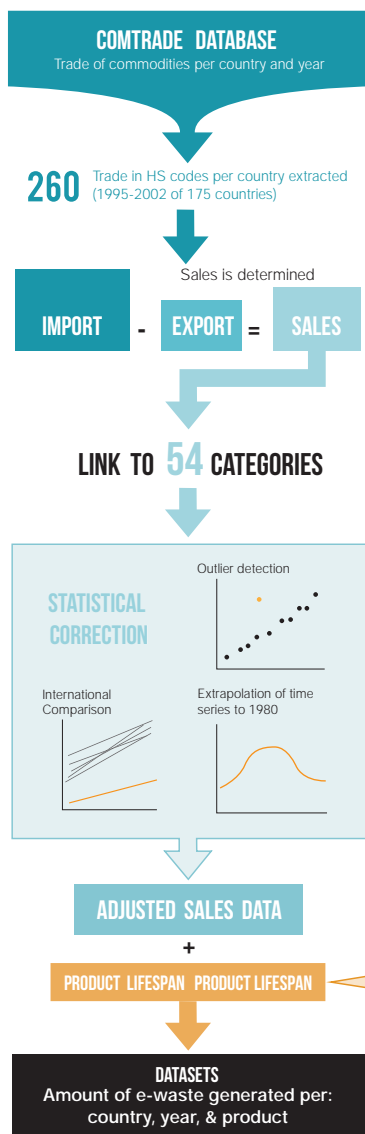 COMTRADE DATABASE
Trade of commodities per country and year
260
Trade in HS codes per country extracted
(1995-2002 of 175 countries)
Sales is determined
IMPORT - EXPORT = SALES
LINK TO 54 CATEGORIES
STATISTICAL
CORRECTION
Outlier detection
International
Comparison
Extrapolation of time
series to 1980
ADJUSTED SALES DATA
+
PRODUCT LIFESPAN PRODUCT LIFESPAN
DATASETS
Amount of e-waste generated per:
country, year, & product